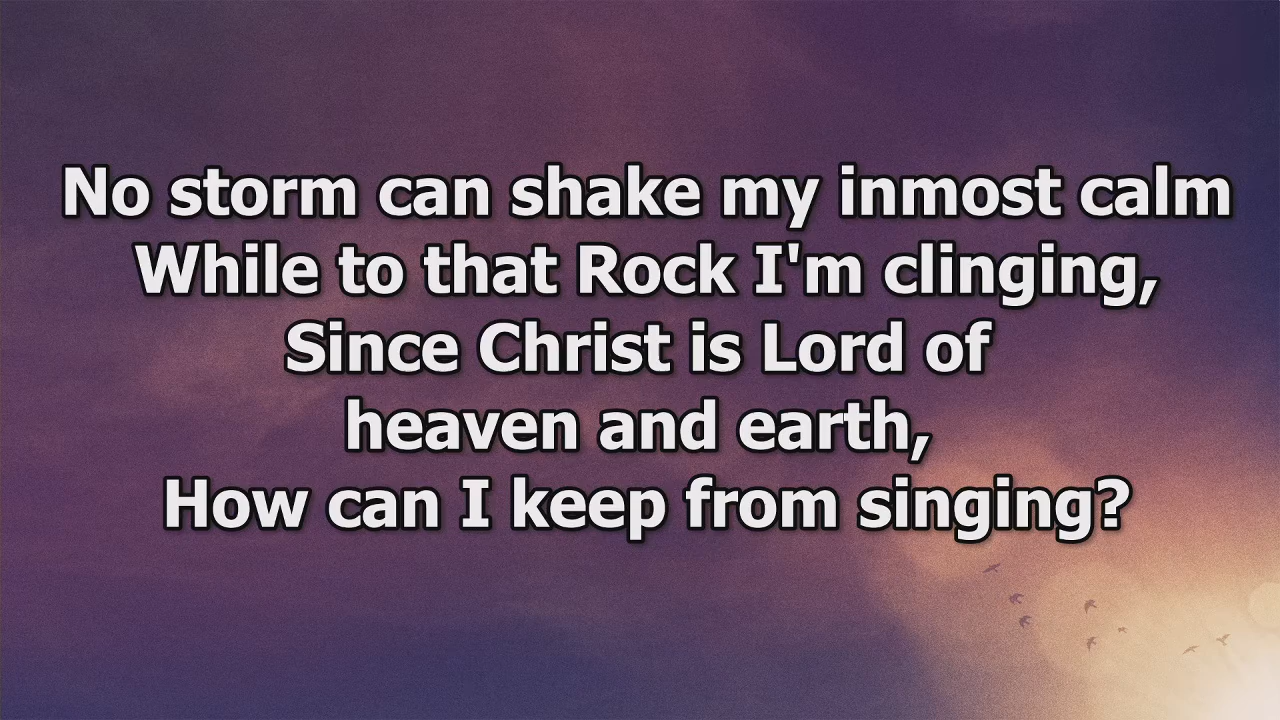 No storm can shake my inmost calm
While to that Rock I'm clinging,
Since Christ is Lord of
heaven and earth,
How can I keep from singing?